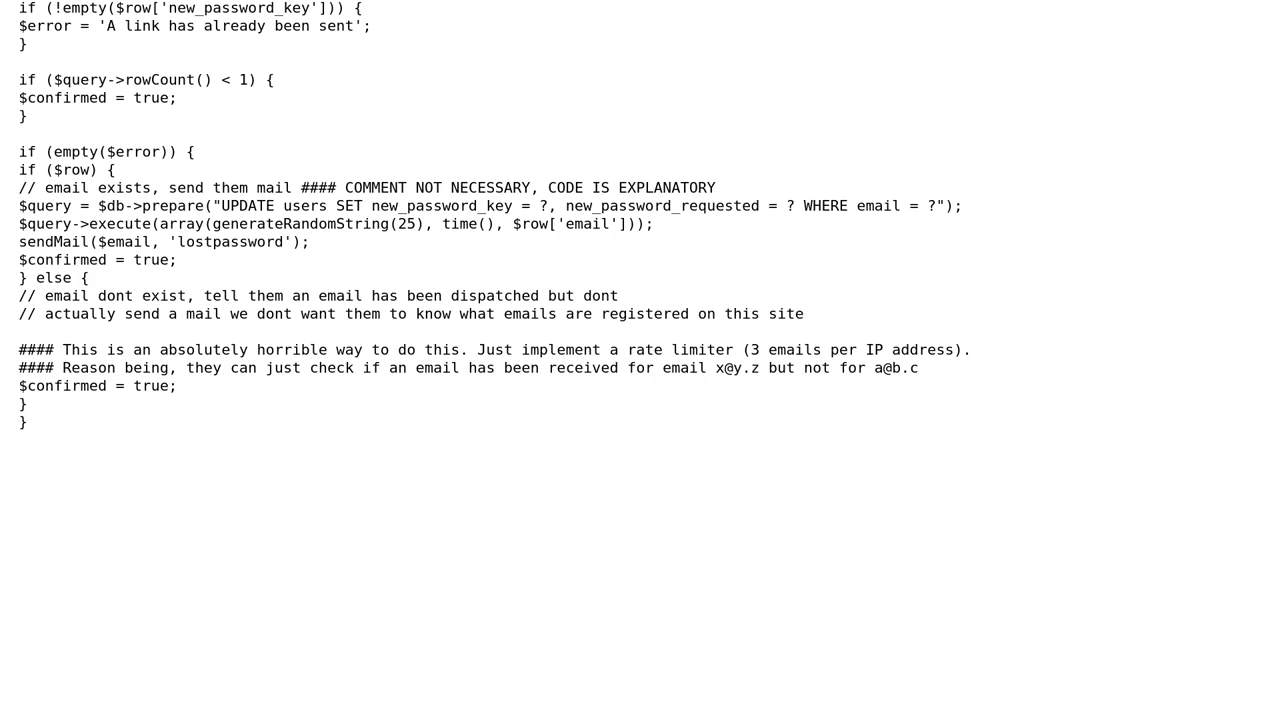 if (!empty($row['new_password_key'])) {
$error = 'A link has already been sent';
}

if ($query->rowCount() < 1) {
$confirmed = true;
}

if (empty($error)) {
if ($row) {
// email exists, send them mail #### COMMENT NOT NECESSARY, CODE IS EXPLANATORY
$query = $db->prepare("UPDATE users SET new_password_key = ?, new_password_requested = ? WHERE email = ?");
$query->execute(array(generateRandomString(25), time(), $row['email']));
sendMail($email, 'lostpassword');
$confirmed = true;
} else {
// email dont exist, tell them an email has been dispatched but dont
// actually send a mail we dont want them to know what emails are registered on this site

#### This is an absolutely horrible way to do this. Just implement a rate limiter (3 emails per IP address).
#### Reason being, they can just check if an email has been received for email x@y.z but not for a@b.c
$confirmed = true;
}
}